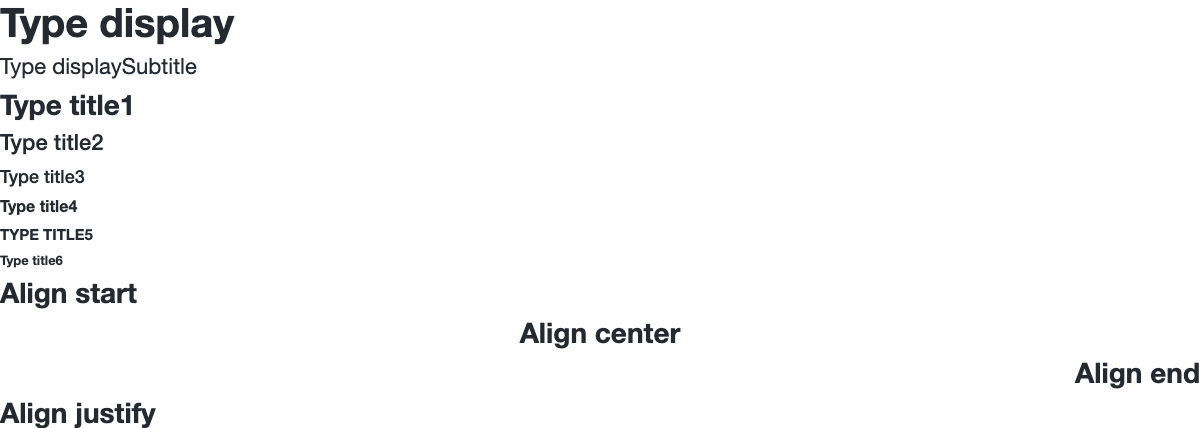 Type display
Type displaySubtitle
Type title1
Type title2
Type title3
Type title4
TYPE TITLE5
Type title6
Align start
Align center
Align end
Align justify